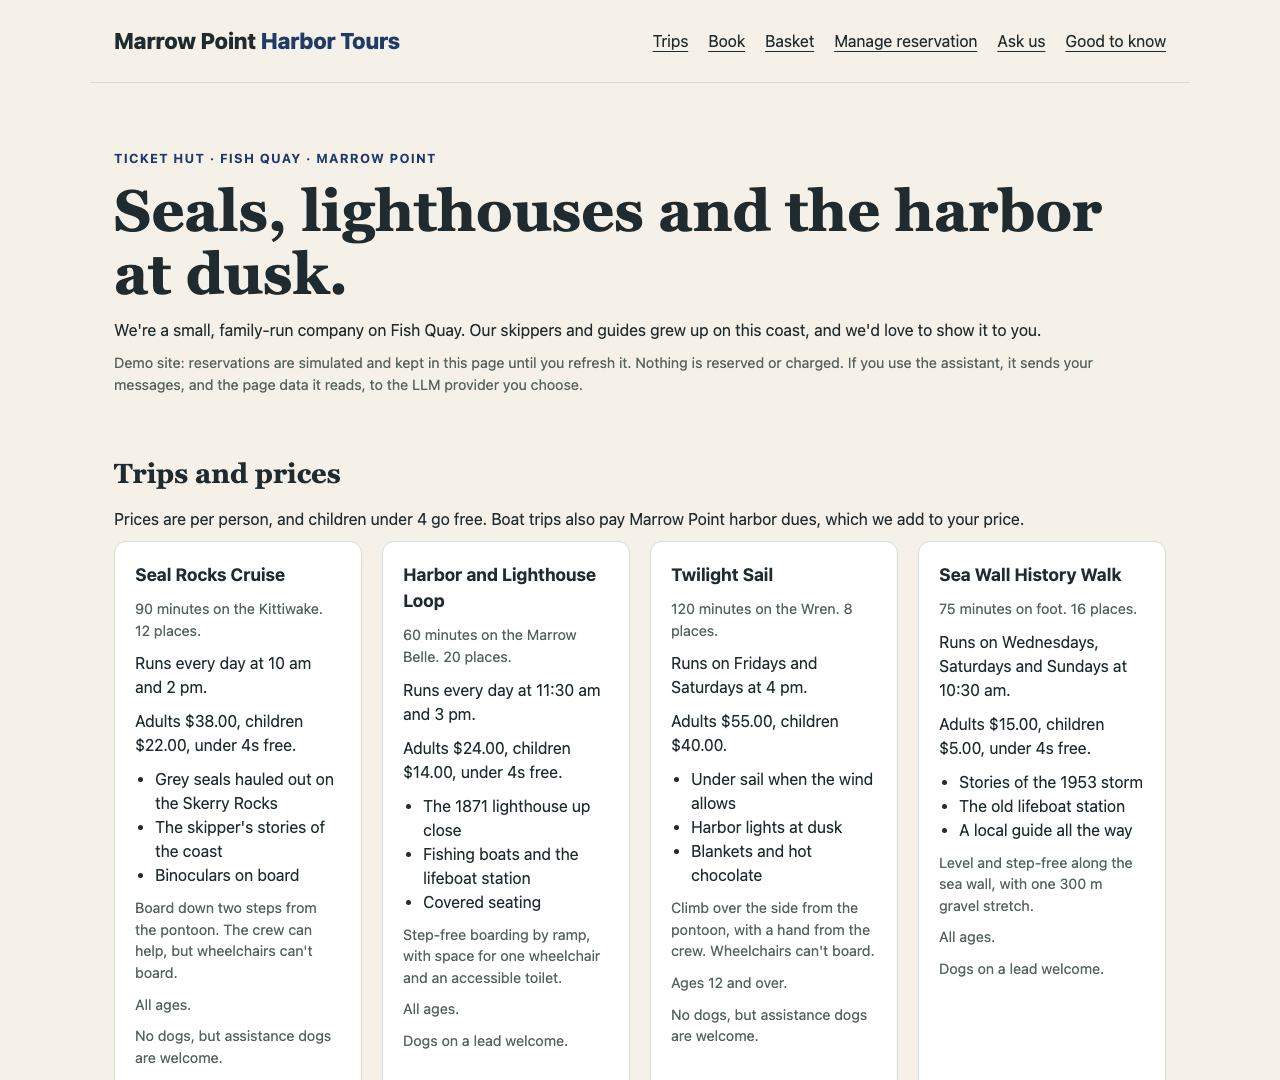 Marrow Point Harbor Tours
Trips Book Basket Manage reservation Ask us Good to know
TICKET HUT · FISH QUAY · MARROW POINT
Seals, lighthouses and the harbor
at dusk.
We're a small, family-run company on Fish Quay. Our skippers and guides grew up on this coast, and we'd love to show it to you.
Demo site: reservations are simulated and kept in this page until you refresh it. Nothing is reserved or charged. If you use the assistant, it sends your
messages, and the page data it reads, to the LLM provider you choose.
Trips and prices
Prices are per person, and children under 4 go free. Boat trips also pay Marrow Point harbor dues, which we add to your price.
Seal Rocks Cruise
90 minutes on the Kittiwake.
12 places.
Runs every day at 10 am
and 2 pm.
Adults $38.00, children
$22.00, under 4s free.
• Grey seals hauled out on
the Skerry Rocks
• The skipper's stories of
the coast
• Binoculars on board
Board down two steps from
the pontoon. The crew can
help, but wheelchairs can't
board.
All ages.
No dogs, but assistance dogs
are welcome.
Harbor and Lighthouse
Loop
60 minutes on the Marrow
Belle. 20 places.
Runs every day at 11:30 am
and 3 pm.
Adults $24.00, children
$14.00, under 4s free.
• The 1871 lighthouse up
close
• Fishing boats and the
lifeboat station
• Covered seating
Step-free boarding by ramp,
with space for one wheelchair
and an accessible toilet.
All ages.
Dogs on a lead welcome.
Twilight Sail
120 minutes on the Wren. 8
places.
Runs on Fridays and
Saturdays at 4 pm.
Adults $55.00, children
$40.00.
• Under sail when the wind
allows
• Harbor lights at dusk
• Blankets and hot
chocolate
Climb over the side from the
pontoon, with a hand from the
crew. Wheelchairs can't board.
Ages 12 and over.
No dogs, but assistance dogs
are welcome.
Sea Wall History Walk
75 minutes on foot. 16 places.
Runs on Wednesdays,
Saturdays and Sundays at
10:30 am.
Adults $15.00, children
$5.00, under 4s free.
• Stories of the 1953 storm
• The old lifeboat station
• A local guide all the way
Level and step-free along the
sea wall, with one 300 m
gravel stretch.
All ages.
Dogs on a lead welcome.